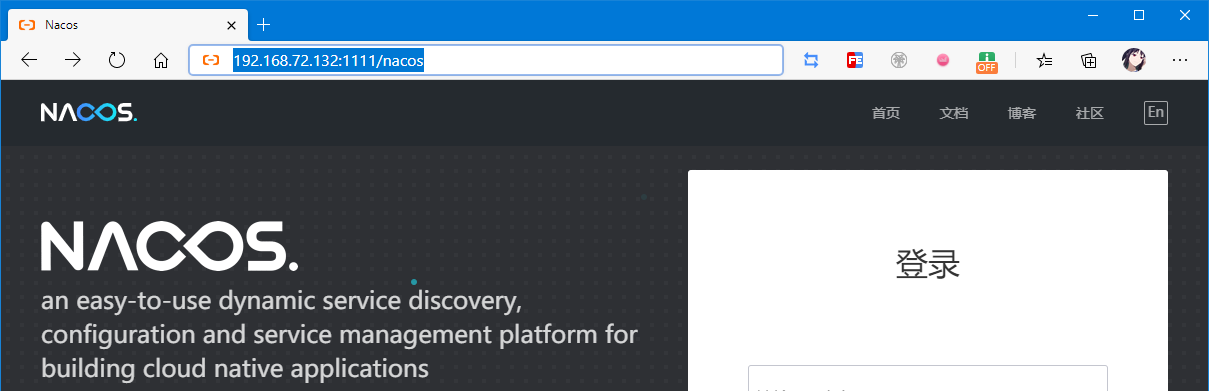 Nacos
192.168.72.132:1111/nacos
FE
OFF
NACOS.
首页
文档
博客
社区
En
NACOS.
登录
an easy-to-use dynamic service discovery,
configuration and service management platform for
building cloud native applications